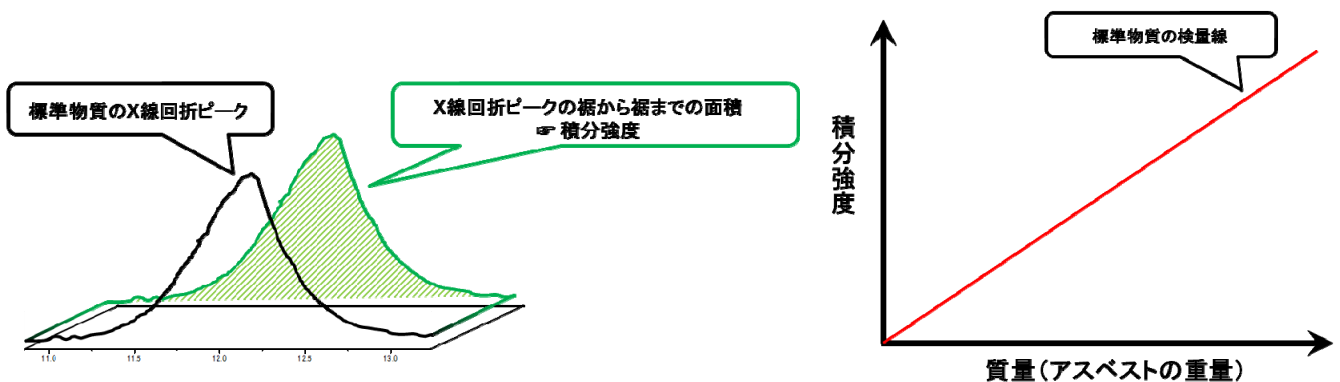 標準物質のX線回折ピーク
X線回折ピークの裾から裾までの面積
☞ 積分強度
11.0 11.5 12.0 12.5 13.0
標準物質の検量線
積分強度
質量(アスベストの重量)